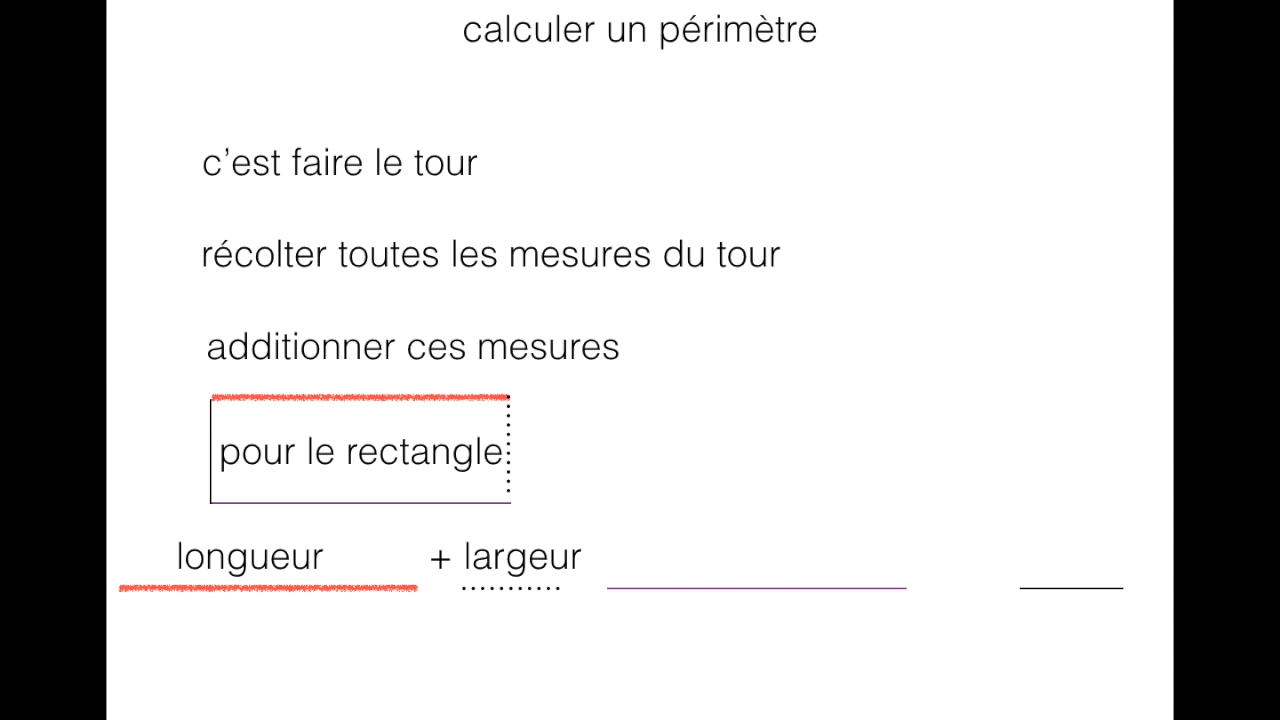 calculer un périmètre
c’est faire le tour
récolter toutes les mesures du tour
additionner ces mesures
pour le rectangle
longueur + largeur